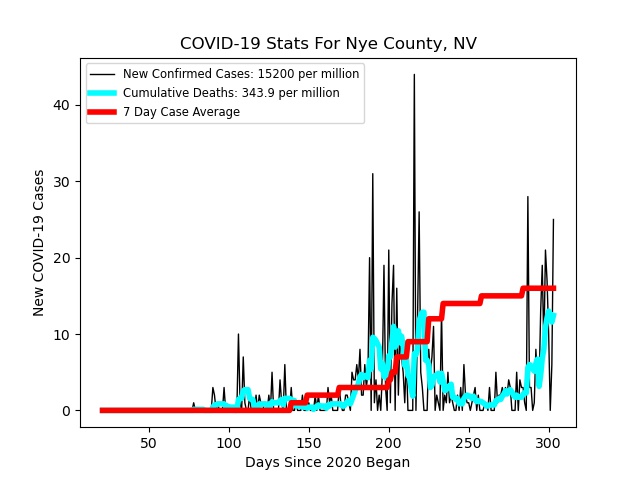 COVID-19 Stats For Nye County, NV
New Confirmed Cases: 15200 per million
Cumulative Deaths: 343.9 per million
7 Day Case Average
New COVID-19 Cases
40
30
20
10
0
50 100 150 200 250 300
Days Since 2020 Began